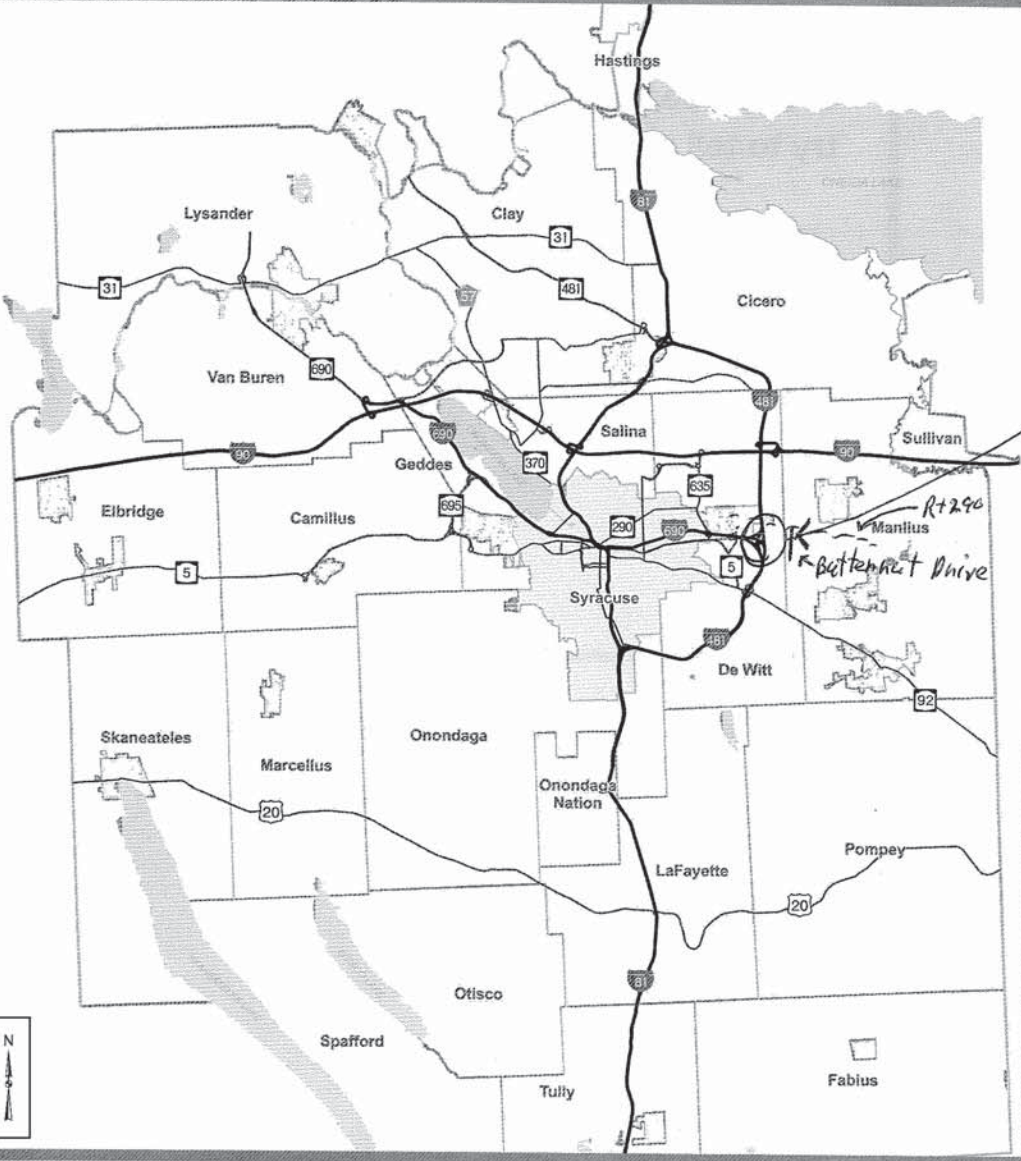 Hastings
81
Lysander
Clay
31
31
481
57
Cicero
690
Van Buren
481
690
Salina
Sullivan
90
90
Geddes
370
635
695
Elbridge
Camillus
290
690
Rt 290
Manlius
5
5
Butternut Drive
Syracuse
481
De Witt
92
Skaneateles
Marcellus
Onondaga
Onondaga
Nation
20
LaFayette
Pompey
20
81
Otisco
Spafford
N
Tully
Fabius